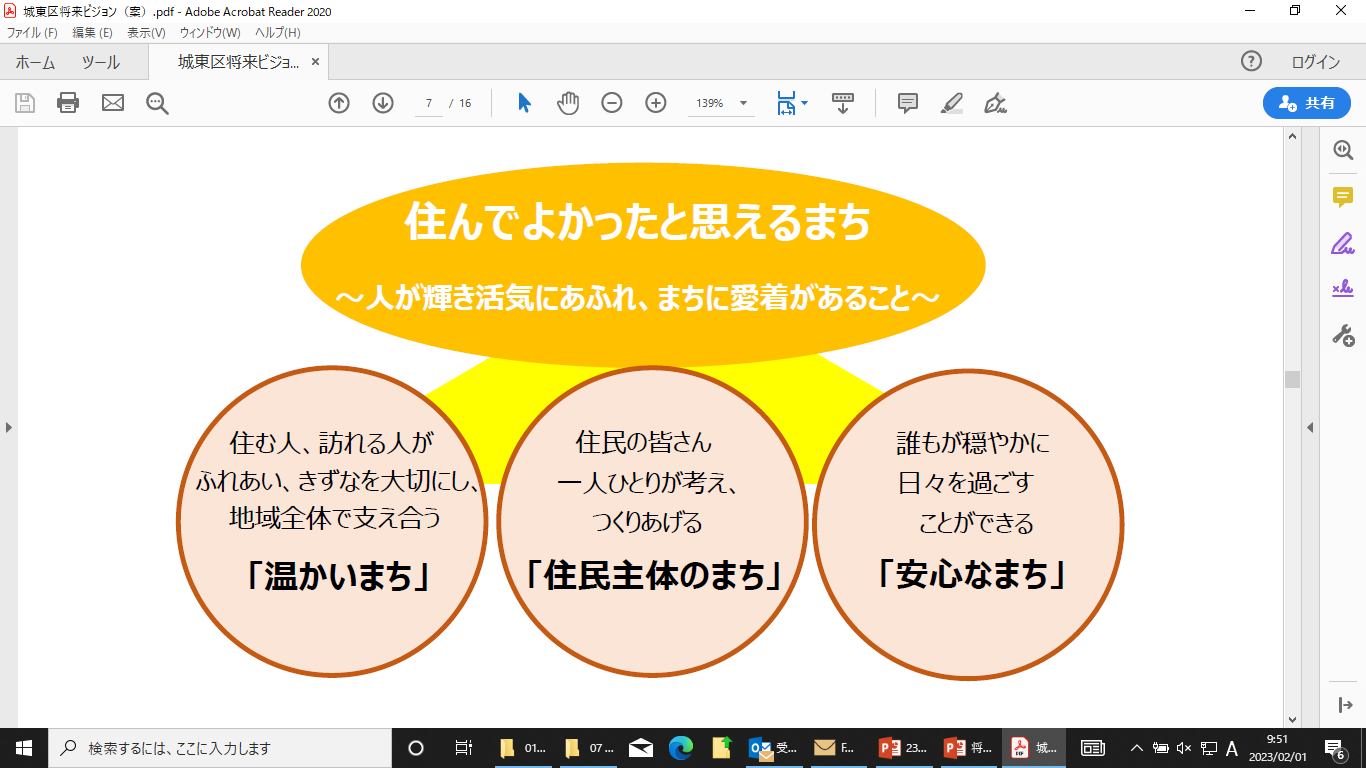 城東区将来ビジョン（案）.pdf - Adobe Acrobat Reader 2020
ファイル(F) 編集(E) 表示(V) ウィンドウ(W) ヘルプ(H)
ホーム ツール 城東区将来ビジョ... × ? ログイン
7 / 16 139% 共有
住んでよかったと思えるまち
～人が輝き活気にあふれ、まちに愛着があること～
住む人、訪れる人が
ふれあい、きずなを大切にし、
地域全体で支え合う
「温かいまち」
住民の皆さん
一人ひとりが考え、
つくりあげる
「住民主体のまち」
誰もが穏やかに
日々を過ごす
ことができる
「安心なまち」
検索するには、ここに入力します
01... 07... 受... F... 23... 将... 城... A 9:51
2023/02/01 6